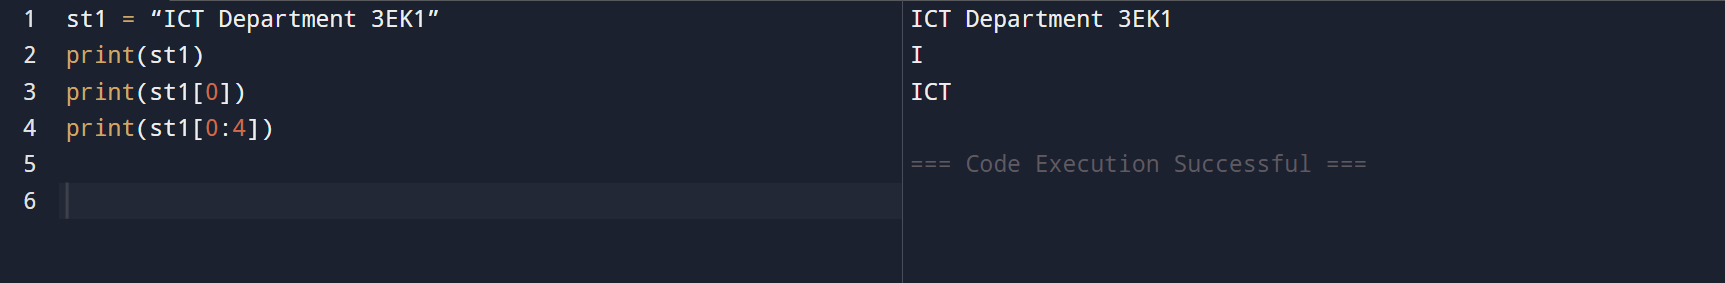 1 st1 = “ICT Department 3EK1”
2 print(st1)
3 print(st1[0])
4 print(st1[0:4])
5
6
ICT Department 3EK1
I
ICT
=== Code Execution Successful ===